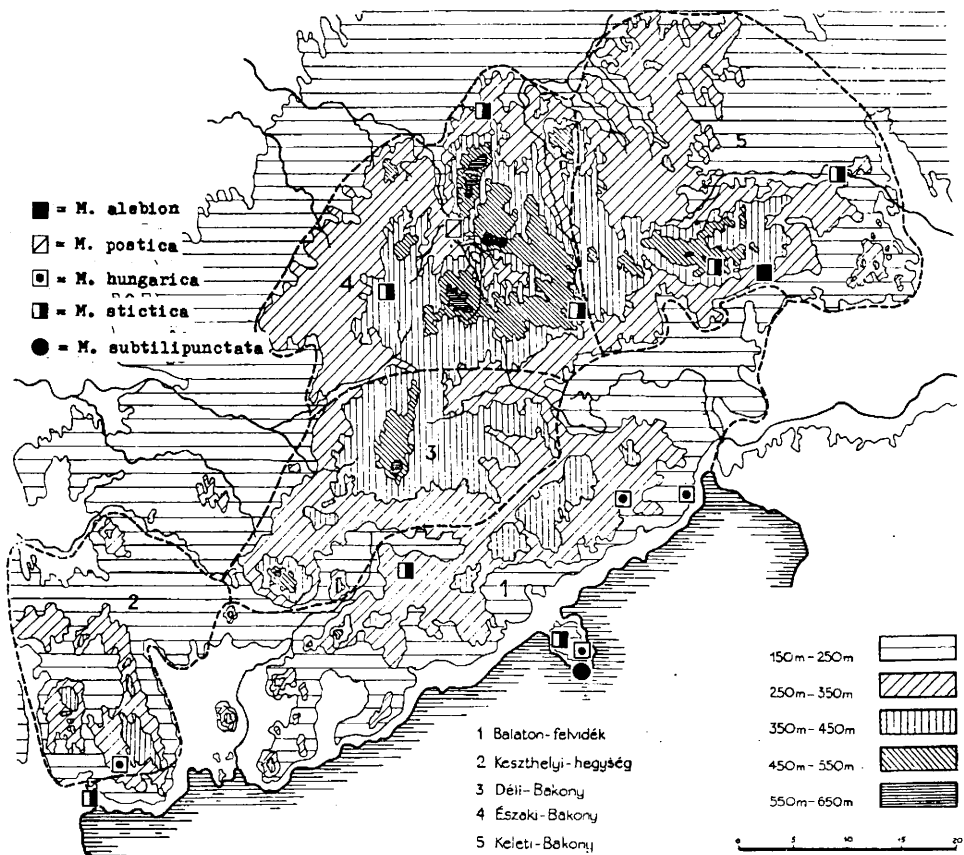 ■ = M. alebion
= M. postica
= M. hungarica
= M. stictica
● = M. subtilipunctata
5
4
3
2
1
1 Balaton-felvidék
2 Keszthelyi-hegység
3 Déli-Bakony
4 Északi-Bakony
5 Keleti-Bakony
150m-250m
250m-350m
350m-450m
450m-550m
550m-650m
0 5 10 15 20